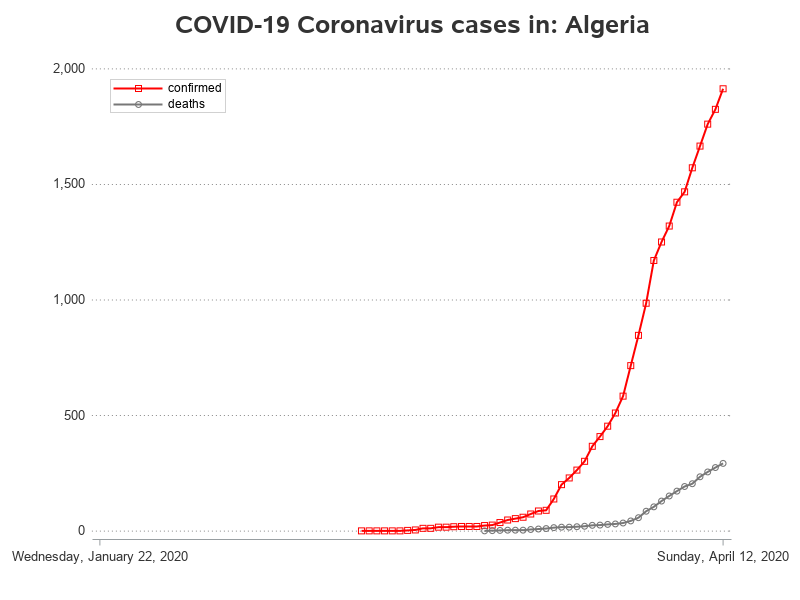 COVID-19 Coronavirus cases in: Algeria
2,000
confirmed
deaths
1,500
1,000
500
0
Wednesday, January 22, 2020
Sunday, April 12, 2020